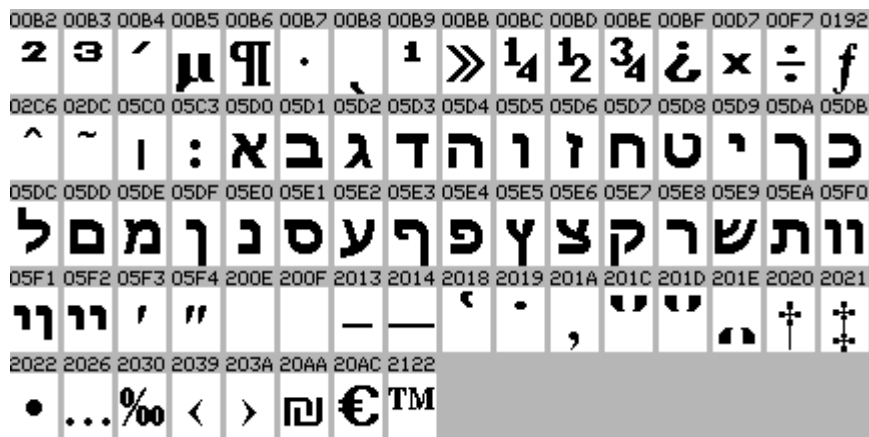 00B2 00B3 00B4 00B5 00B6 00B7 00B8 00B9 00BB 00BC 00BD 00BE 00BF 00D7 00F7 0192
² ³ ´ µ ¶ · ¸ ¹ » ¼ ½ ¾ ¿ × ÷ ƒ
02C6 02DC 05C0 05C3 05D0 05D1 05D2 05D3 05D4 05D5 05D6 05D7 05D8 05D9 05DA 05DB
ˆ ˜ ׀ ׃ א ב ג ד ה ו ז ח ט י ך כ
05DC 05DD 05DE 05DF 05E0 05E1 05E2 05E3 05E4 05E5 05E6 05E7 05E8 05E9 05EA 05F0
ל ם מ ן נ ס ע ף פ ץ צ ק ר ש ת װ
05F1 05F2 05F3 05F4 200E 200F 2013 2014 2018 2019 201A 201C 201D 201E 2020 2021
ױ ײ ׳ ״ – — ‘ ’ ‚ “ ” „ † ‡
2022 2026 2030 2039 203A 20AA 20AC 2122
• … ‰ ‹ › ₪ € ™